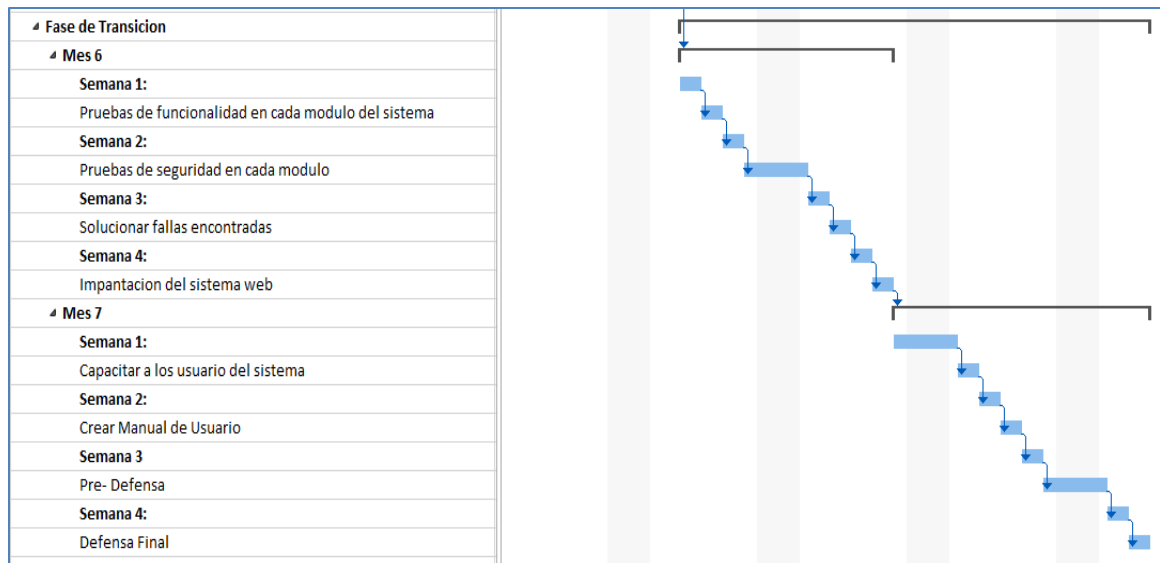 Fase de Transicion
Mes 6
Semana 1:
Pruebas de funcionalidad en cada modulo del sistema
Semana 2:
Pruebas de seguridad en cada modulo
Semana 3:
Solucionar fallas encontradas
Semana 4:
Impantacion del sistema web
Mes 7
Semana 1:
Capacitar a los usuario del sistema
Semana 2:
Crear Manual de Usuario
Semana 3
Pre- Defensa
Semana 4:
Defensa Final